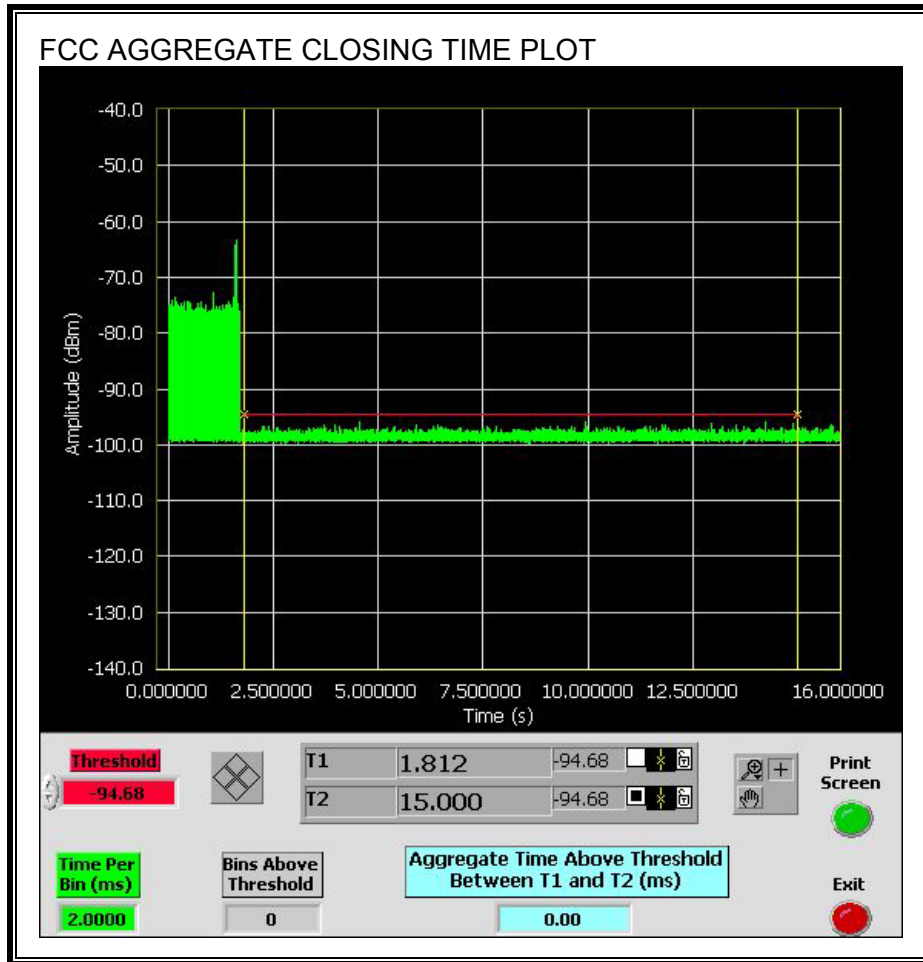 FCC AGGREGATE CLOSING TIME PLOT
-40.0
-50.0
-60.0
-70.0
-80.0
-90.0
-100.0
-110.0
-120.0
-130.0
-140.0
Amplitude (dBm)
0.000000 2.500000 5.000000 7.500000 10.000000 12.500000 16.000000
Time (s)
Threshold
-94.68
T1 1.812 -94.68
T2 15.000 -94.68
Print
Screen
Time Per
Bin (ms)
2.0000
Bins Above
Threshold
0
Aggregate Time Above Threshold
Between T1 and T2 (ms)
0.00
Exit